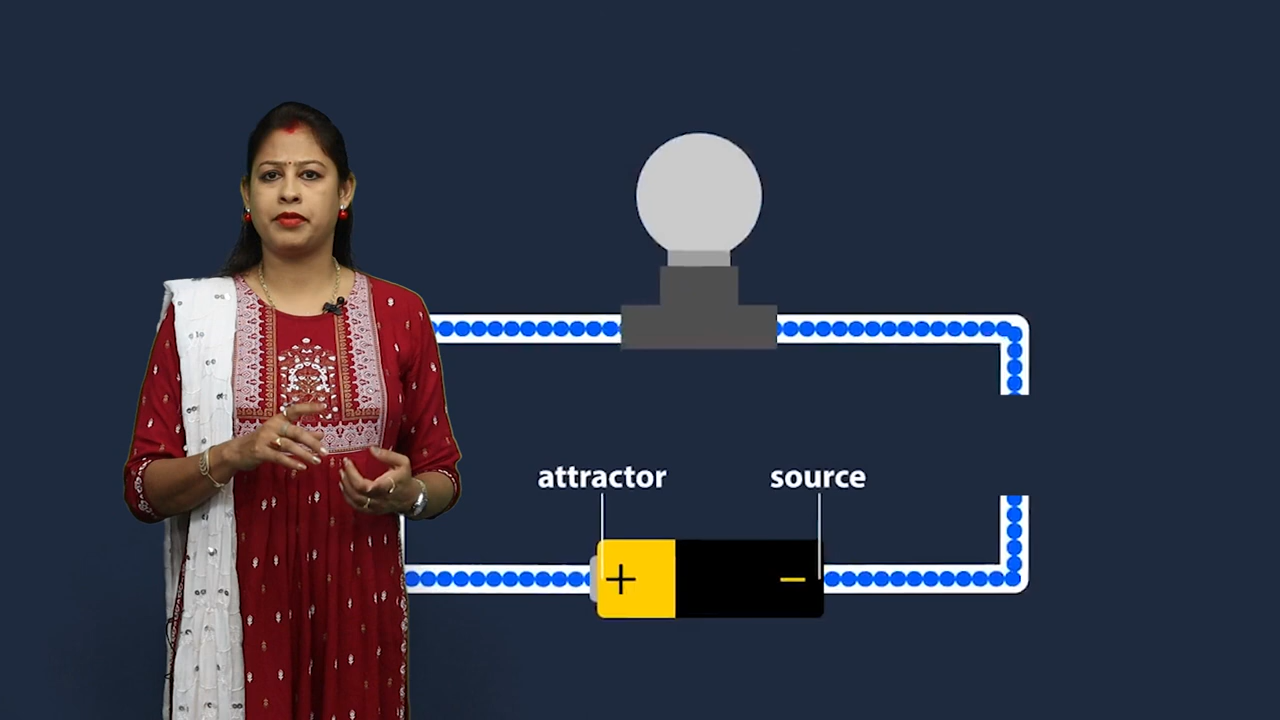 attractor source
+ −